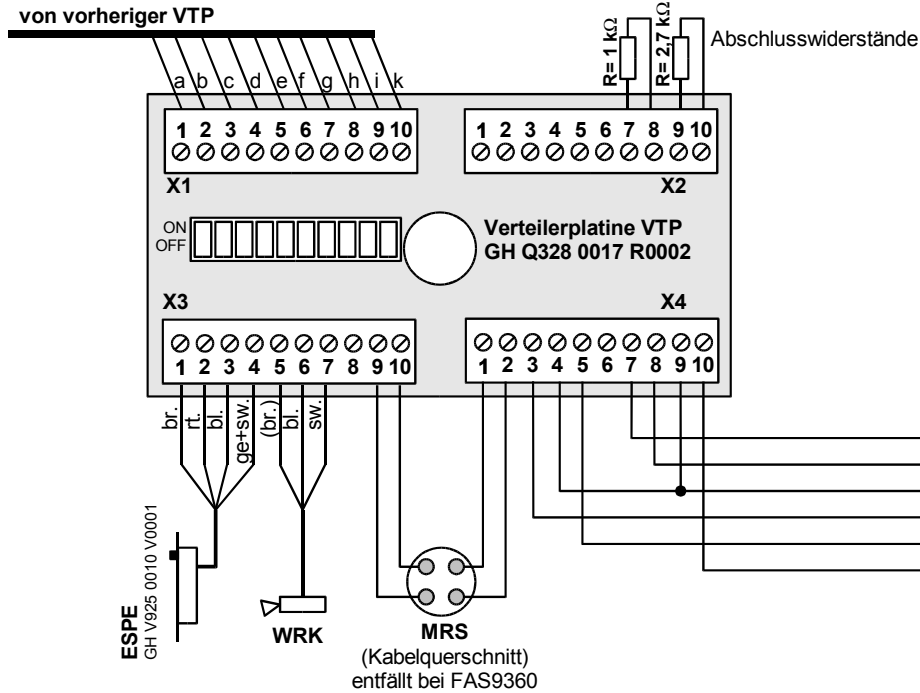 von vorheriger VTP
R= 1 kΩ
R= 2,7 kΩ
Abschlusswiderstände
a b c d e f g h i k
1 2 3 4 5 6 7 8 9 10
1 2 3 4 5 6 7 8 9 10
X1
X2
ON
OFF
Verteilerplatine VTP
GH Q328 0017 R0002
X3
X4
1 2 3 4 5 6 7 8 9 10
1 2 3 4 5 6 7 8 9 10
br.
rt.
bl.
ge+sw.
(br.)
bl.
sw.
ESPE
GH V925 0010 V0001
WRK
MRS
(Kabelquerschnitt)
entfällt bei FAS9360